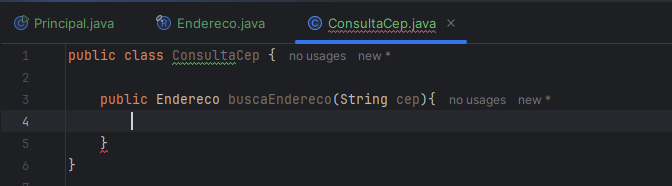 Principal.java Endereco.java ConsultaCep.java ×
1 public class ConsultaCep { no usages new *
2
3 public Endereco buscaEndereco(String cep){ no usages new *
4
5 }
6 }
7